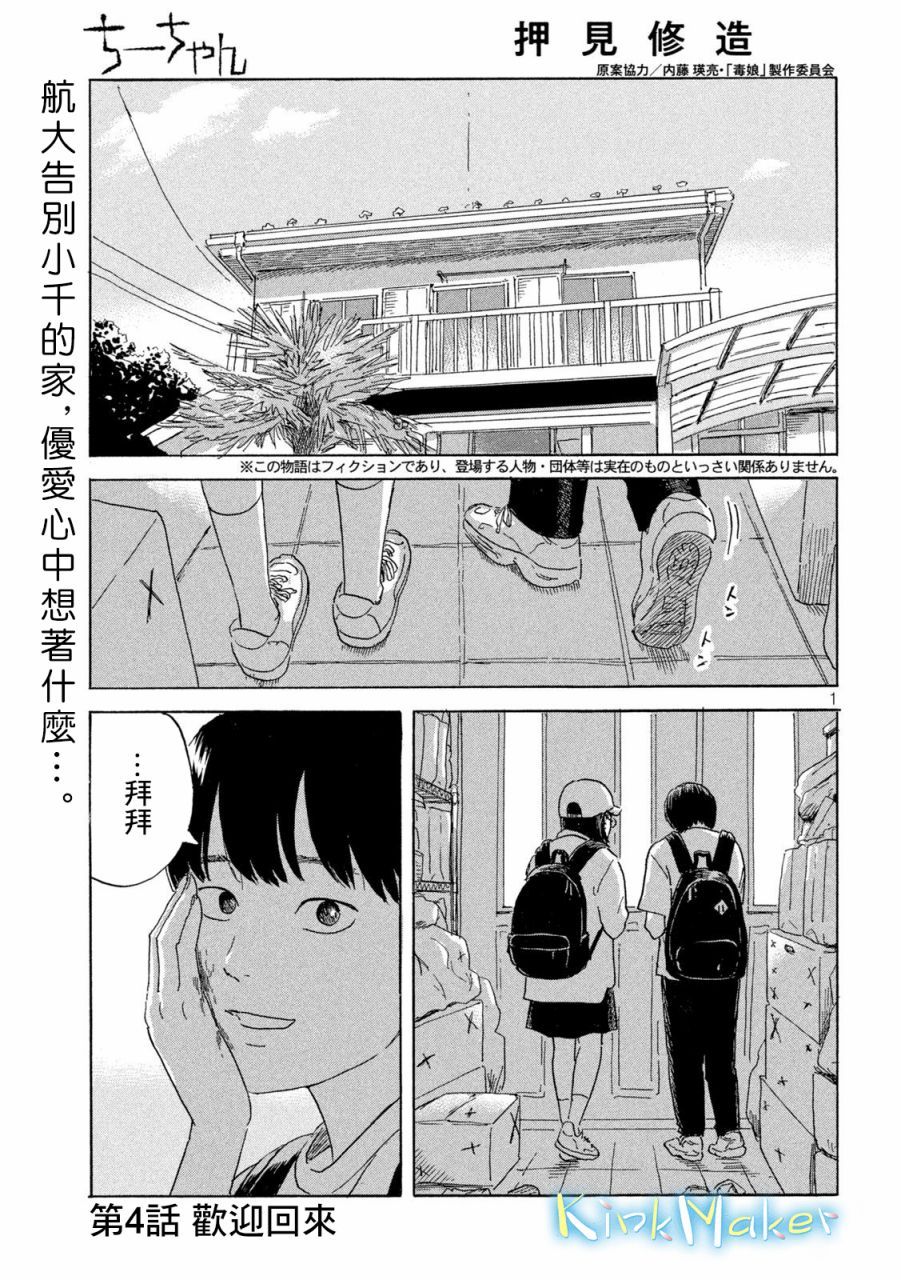 ちーちゃん
押見修造
原案協力／内藤 瑛亮・「毒娘」製作委員会
航大告別小千的家，優愛心中想著什麼…。
※この物語はフィクションであり、登場する人物・団体等は実在のものといっさい関係ありません。
トン
トン
1
…拜拜
第4話 歡迎回來
KinkMaker